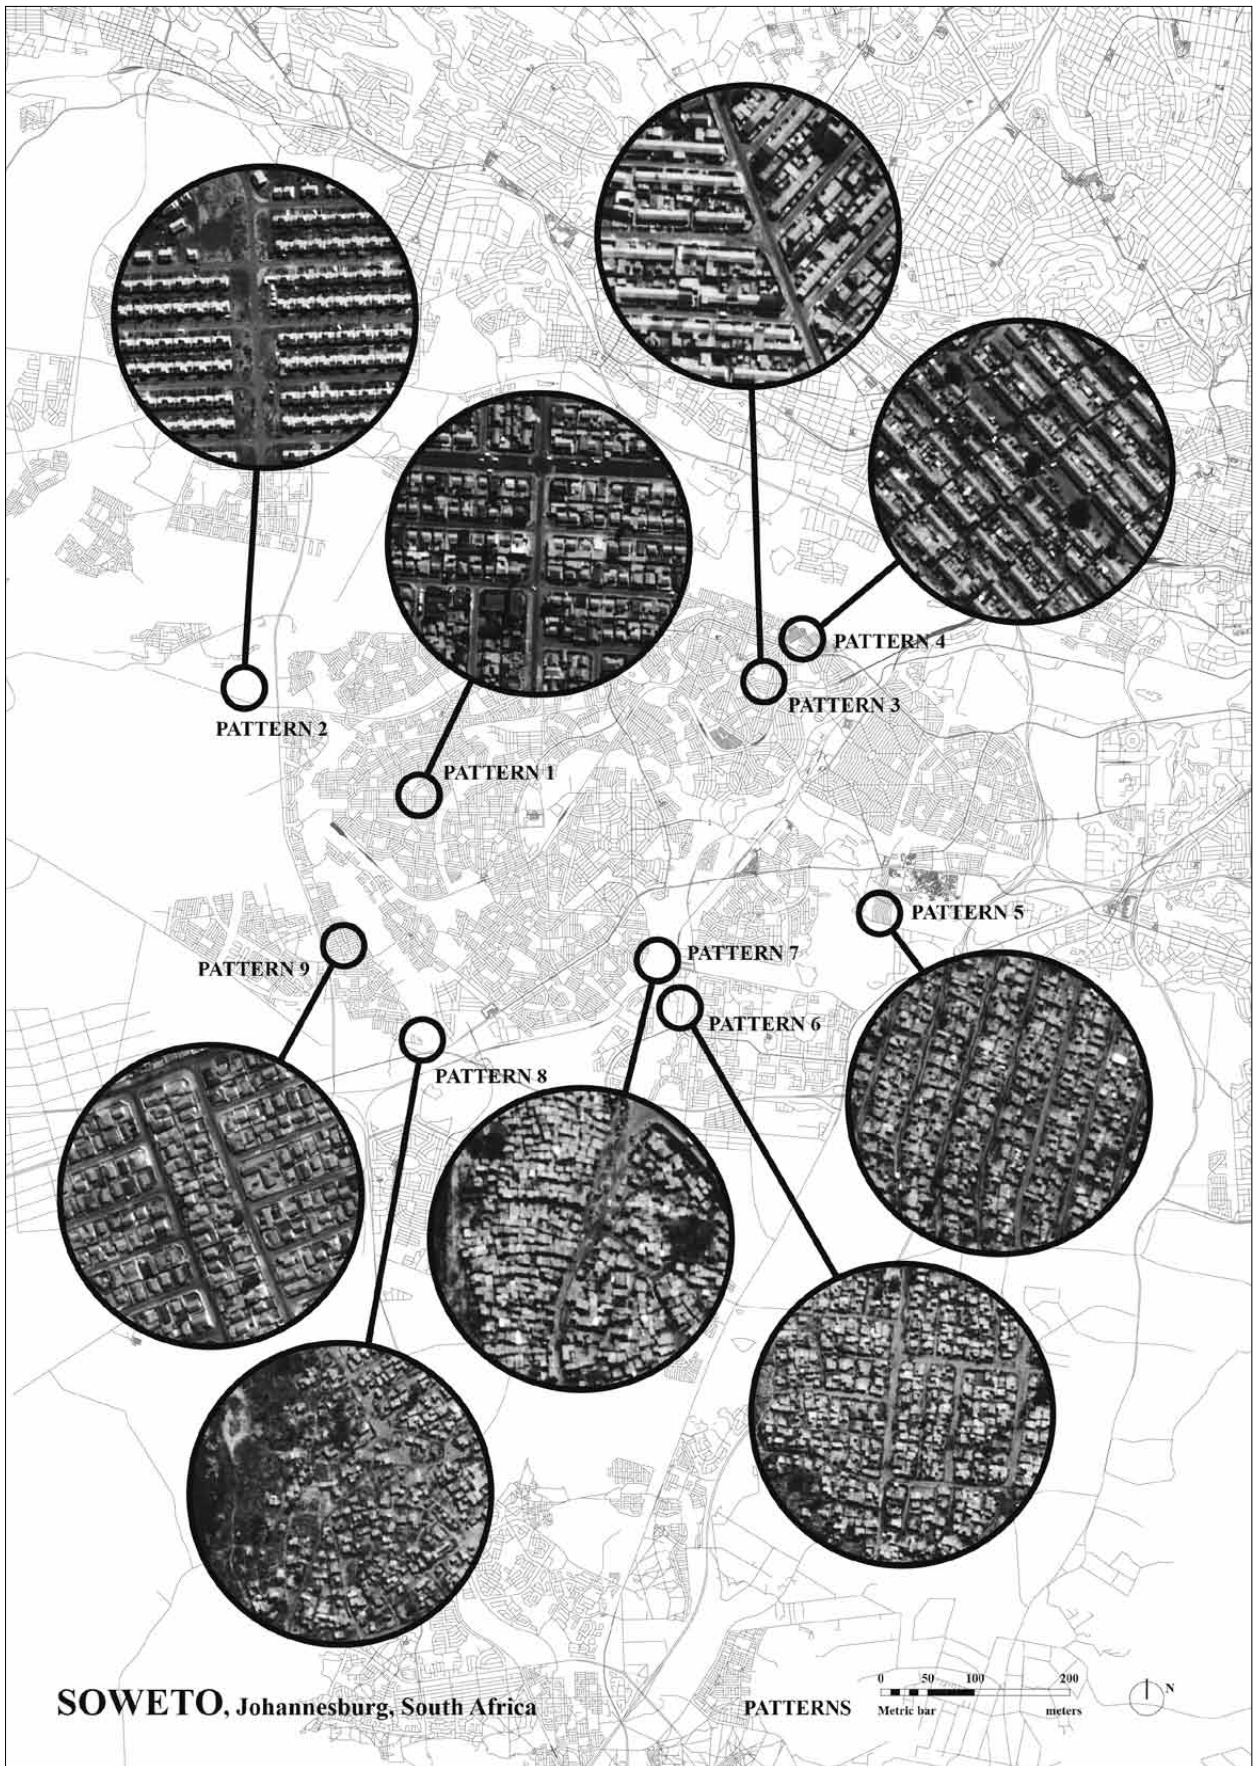 PATTERN 4
PATTERN 3
PATTERN 2
PATTERN 1
PATTERN 5
PATTERN 7
PATTERN 9
PATTERN 6
PATTERN 8
0 50 100 200
N
SOWETO, Johannesburg, South Africa
PATTERNS
Metric bar meters